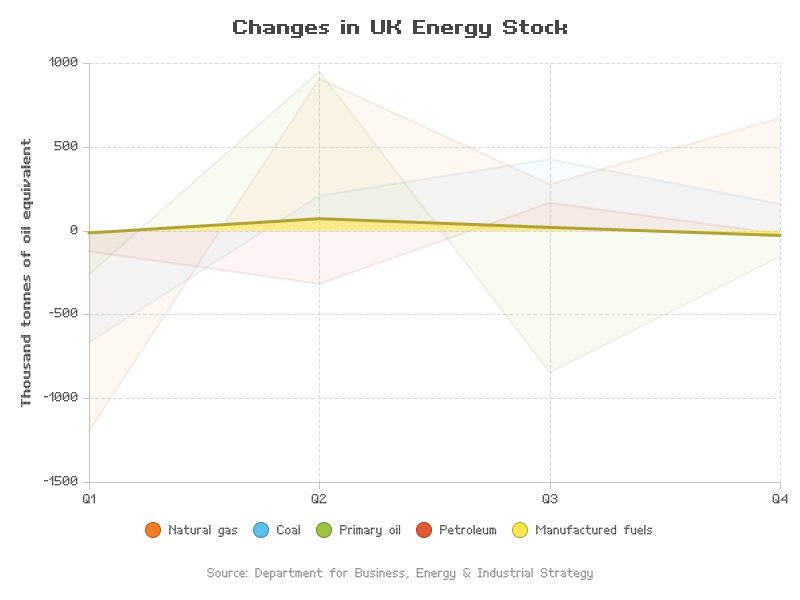 Changes in UK Energy Stock
Thousand tonnes of oil equivalent
1000
500
0
-500
-1000
-1500
Q1 Q2 Q3 Q4
Natural gas Coal Primary oil Petroleum Manufactured fuels
Source: Department for Business, Energy & Industrial Strategy